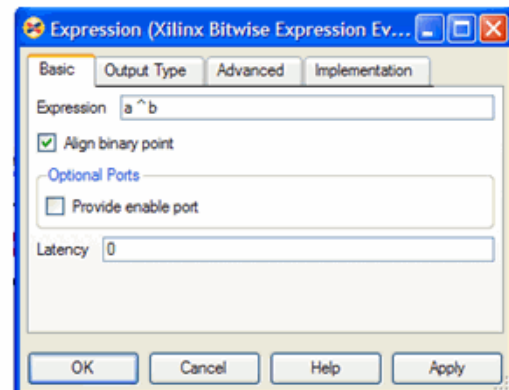 Expression (Xilinx Bitwise Expression Ev...
Basic Output Type Advanced Implementation
Expression a ^ b
Align binary point
Optional Ports
Provide enable port
Latency 0
OK Cancel Help Apply